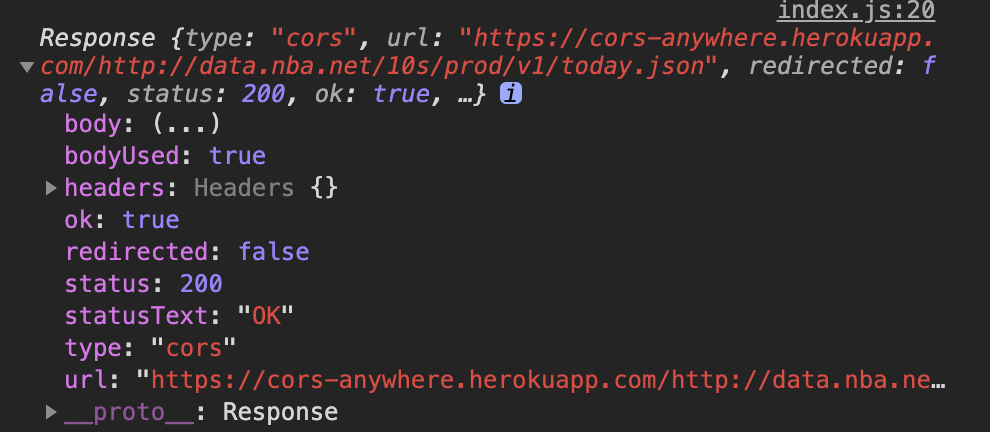 index.js:20
Response {type: "cors", url: "https://cors-anywhere.herokuapp.
com/http://data.nba.net/10s/prod/v1/today.json", redirected: f
alse, status: 200, ok: true, …} i
body: (...)
bodyUsed: true
headers: Headers {}
ok: true
redirected: false
status: 200
statusText: "OK"
type: "cors"
url: "https://cors-anywhere.herokuapp.com/http://data.nba.ne…
__proto__: Response